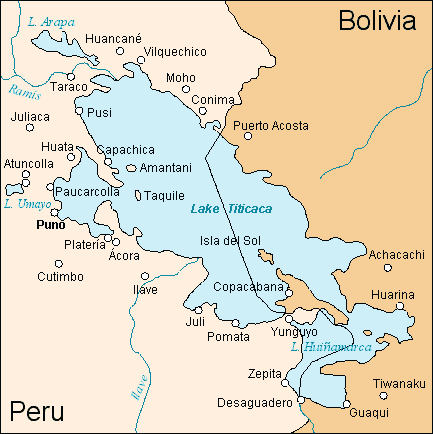 L. Arapa
Bolivia
Huancané
Vilquechico
Moho
Ramis
Taraco
Conima
Pusi
Puerto Acosta
Juliaca
Huata
Capachica
Atuncolla
Amantani
Paucarcolla
Taquile
L. Umayo
Lake Titicaca
Puno
Platería
Isla del Sol
Acora
Achacachi
Cutimbo
Ilave
Copacabana
Huarina
Juli
Yunguyo
Pomata
L. Huiñamarca
Ilave
Zepita
Tiwanaku
Desaguadero
Guaqui
Peru